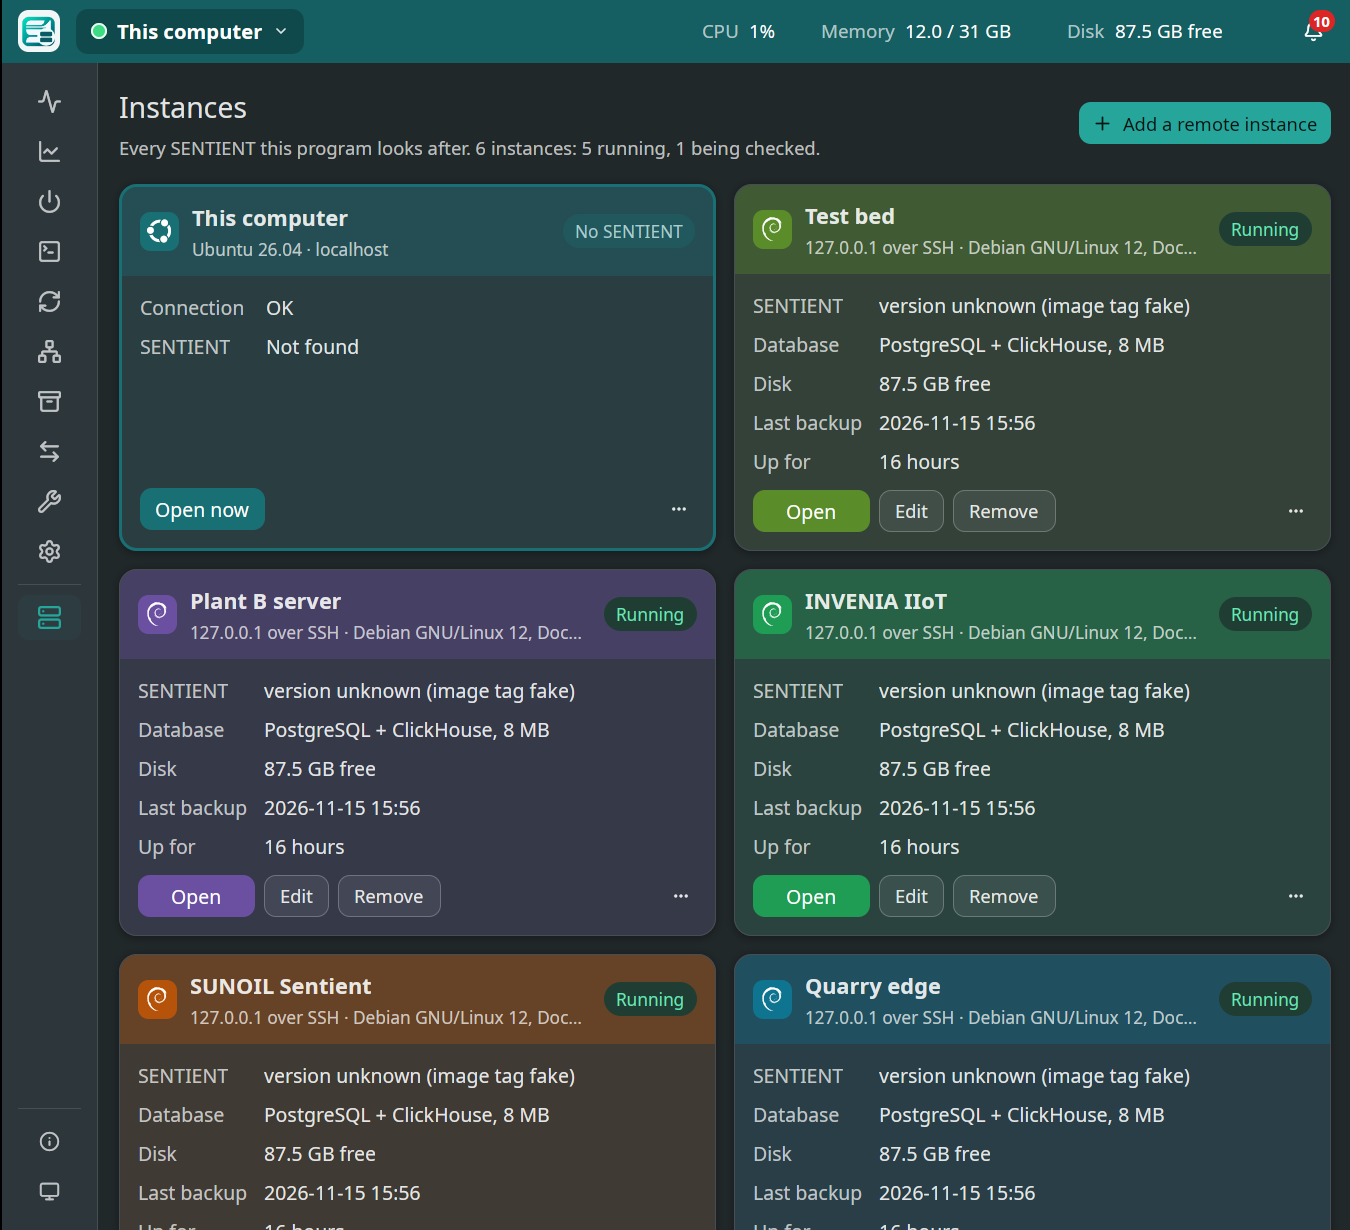 This computer
CPU 1%
Memory 12.0 / 31 GB
Disk 87.5 GB free
10
Instances
Every SENTIENT this program looks after. 6 instances: 5 running, 1 being checked.
+ Add a remote instance
This computer
Ubuntu 26.04 · localhost
No SENTIENT
Connection OK
SENTIENT Not found
Open now
...
Test bed
127.0.0.1 over SSH · Debian GNU/Linux 12, Doc...
Running
SENTIENT version unknown (image tag fake)
Database PostgreSQL + ClickHouse, 8 MB
Disk 87.5 GB free
Last backup 2026-11-15 15:56
Up for 16 hours
Open Edit Remove ...
Plant B server
127.0.0.1 over SSH · Debian GNU/Linux 12, Doc...
Running
SENTIENT version unknown (image tag fake)
Database PostgreSQL + ClickHouse, 8 MB
Disk 87.5 GB free
Last backup 2026-11-15 15:56
Up for 16 hours
Open Edit Remove ...
INVENIA IIoT
127.0.0.1 over SSH · Debian GNU/Linux 12, Doc...
Running
SENTIENT version unknown (image tag fake)
Database PostgreSQL + ClickHouse, 8 MB
Disk 87.5 GB free
Last backup 2026-11-15 15:56
Up for 16 hours
Open Edit Remove ...
SUNOIL Sentient
127.0.0.1 over SSH · Debian GNU/Linux 12, Doc...
Running
SENTIENT version unknown (image tag fake)
Database PostgreSQL + ClickHouse, 8 MB
Disk 87.5 GB free
Last backup 2026-11-15 15:56
Up for 16 hours
Quarry edge
127.0.0.1 over SSH · Debian GNU/Linux 12, Doc...
Running
SENTIENT version unknown (image tag fake)
Database PostgreSQL + ClickHouse, 8 MB
Disk 87.5 GB free
Last backup 2026-11-15 15:56
Up for 16 hours